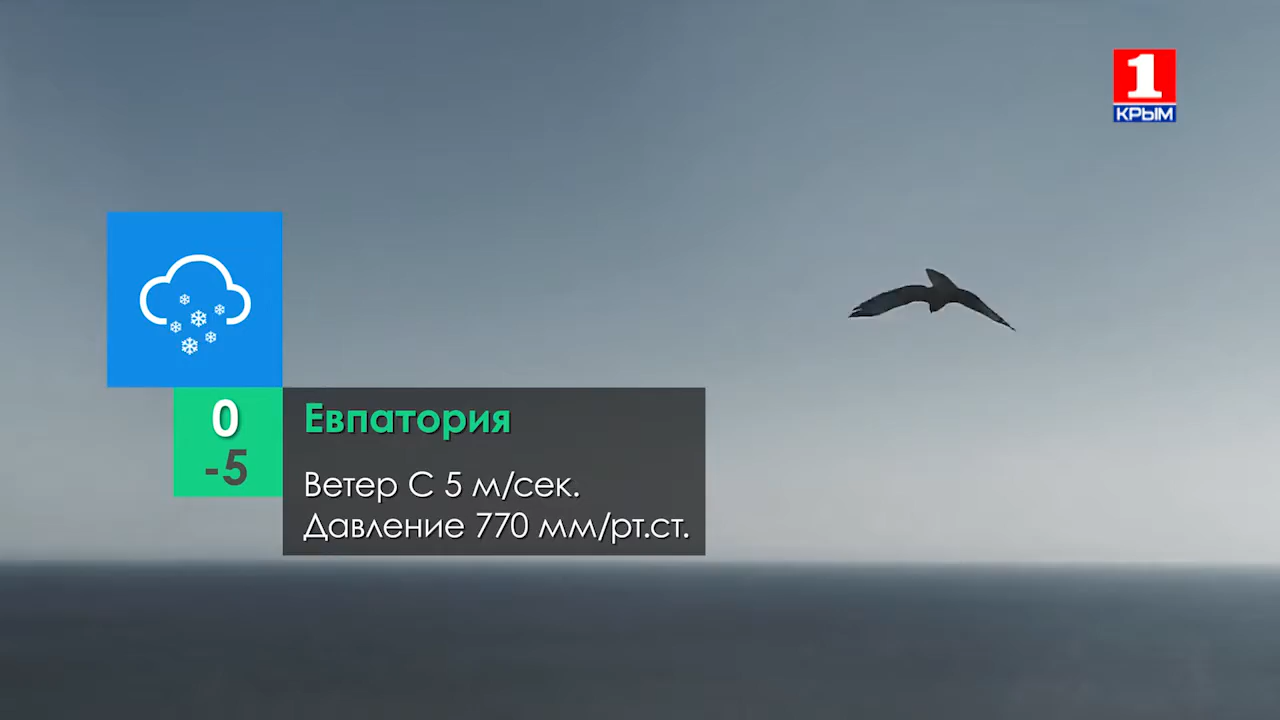 1
КРЫМ
0
-5
Евпатория
Ветер С 5 м/сек.
Давление 770 мм/рт.ст.